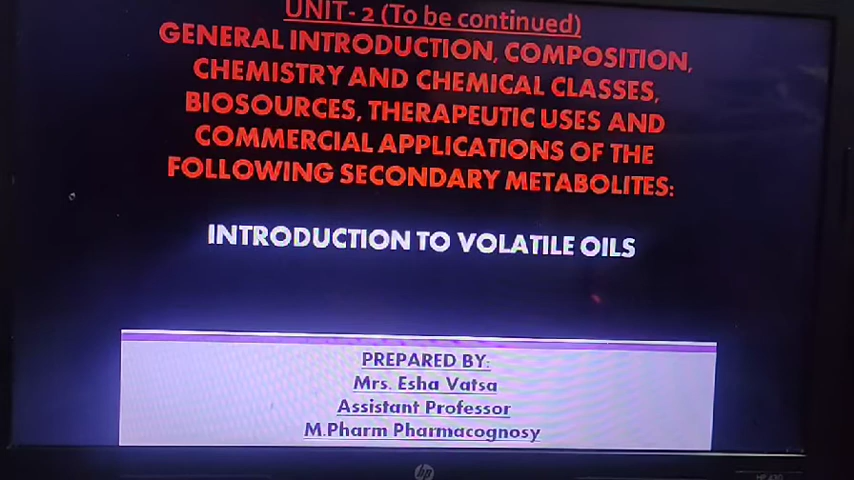 UNIT- 2 (To be continued)
GENERAL INTRODUCTION, COMPOSITION,
CHEMISTRY AND CHEMICAL CLASSES,
BIOSOURCES, THERAPEUTIC USES AND
COMMERCIAL APPLICATIONS OF THE
FOLLOWING SECONDARY METABOLITES:
INTRODUCTION TO VOLATILE OILS
PREPARED BY:
Mrs. Esha Vatsa
Assistant Professor
M.Pharm Pharmacognosy
hp